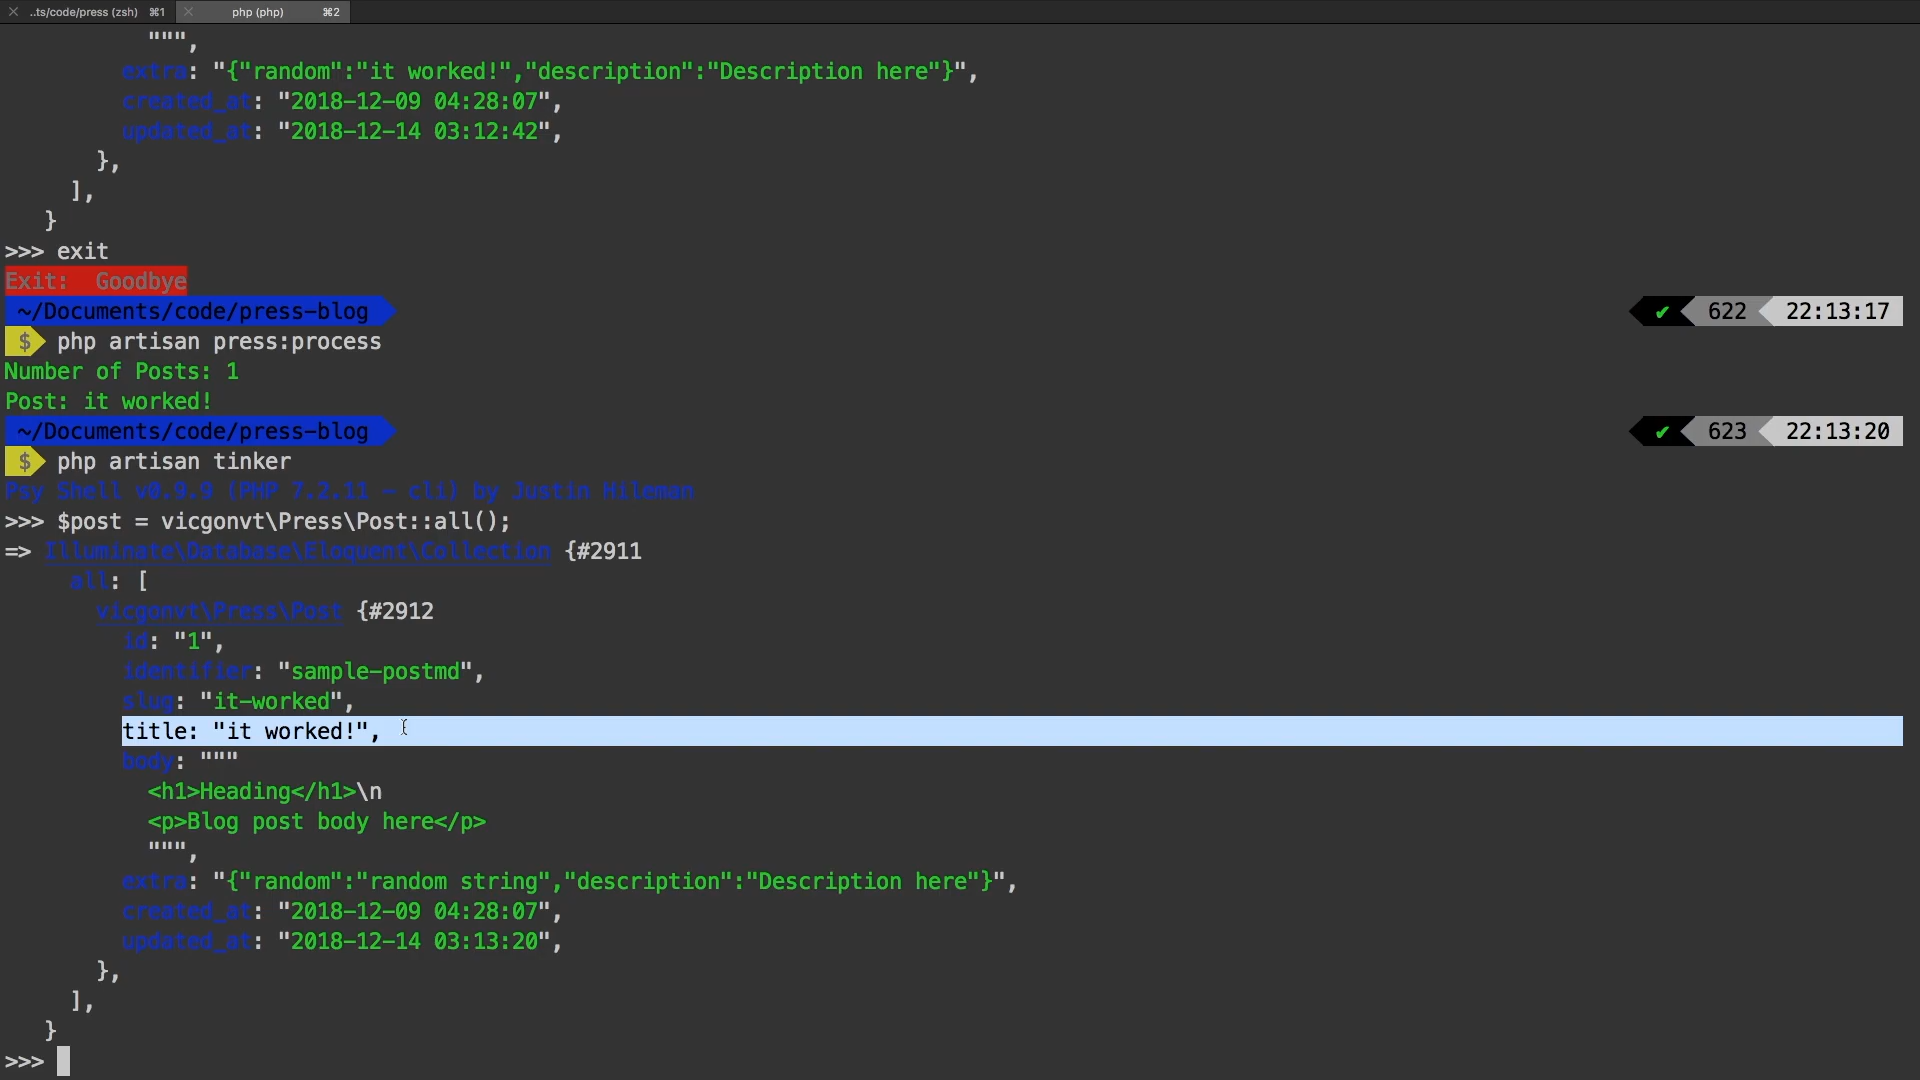 ..ts/code/press (zsh) ⌘1 php (php) ⌘2
""",
extra: "{"random":"it worked!","description":"Description here"}",
created_at: "2018-12-09 04:28:07",
updated_at: "2018-12-14 03:12:42",
},
],
}
>>> exit
Exit:  Goodbye
~/Documents/code/press-blog ✔ 622 22:13:17
$ php artisan press:process
Number of Posts: 1
Post: it worked!
~/Documents/code/press-blog ✔ 623 22:13:20
$ php artisan tinker
Psy Shell v0.9.9 (PHP 7.2.11 — cli) by Justin Hileman
>>> $post = vicgonvt\Press\Post::all();
=> Illuminate\Database\Eloquent\Collection {#2911
all: [
vicgonvt\Press\Post {#2912
id: "1",
identifier: "sample-postmd",
slug: "it-worked",
title: "it worked!",
body: """
<h1>Heading</h1>\n
<p>Blog post body here</p>
""",
extra: "{"random":"random string","description":"Description here"}",
created_at: "2018-12-09 04:28:07",
updated_at: "2018-12-14 03:13:20",
},
],
}
>>>